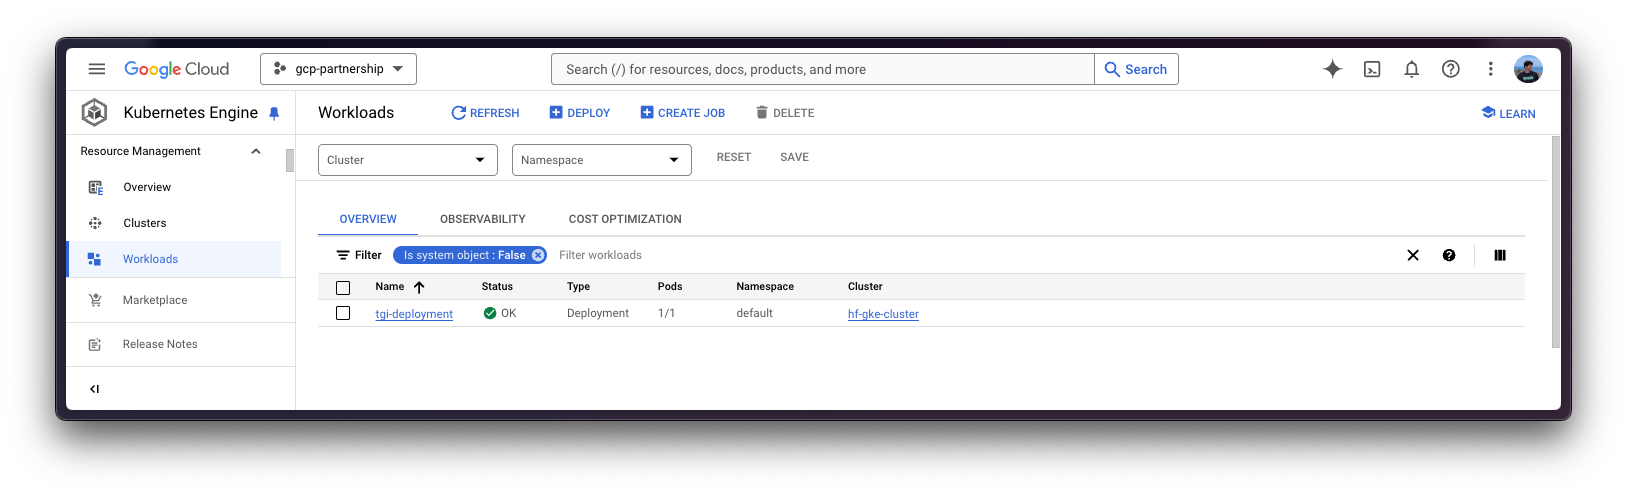 Google Cloud
gcp-partnership
Search (/) for resources, docs, products, and more
Search
Kubernetes Engine
Workloads
REFRESH
DEPLOY
CREATE JOB
DELETE
LEARN
Resource Management
Overview
Clusters
Workloads
Marketplace
Release Notes
Cluster
Namespace
RESET
SAVE
OVERVIEW
OBSERVABILITY
COST OPTIMIZATION
Filter
Is system object : False
Filter workloads
Name Status Type Pods Namespace Cluster
tgi-deployment OK Deployment 1/1 default hf-gke-cluster